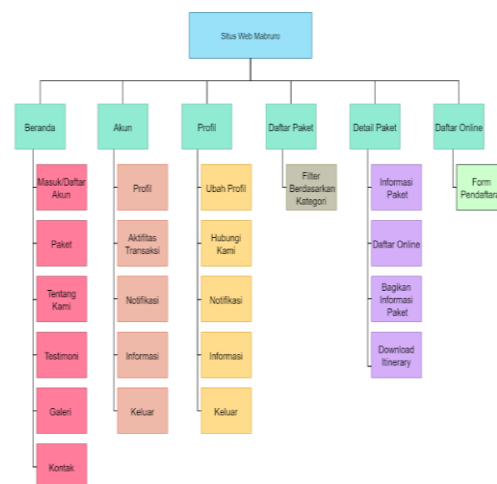 Situs Web Mabruro
Beranda
Akun
Profil
Daftar Paket
Detail Paket
Daftar Online
Masuk/Daftar
Akun
Paket
Tentang
Kami
Testimoni
Galeri
Kontak
Profil
Aktifitas
Transaksi
Notifikasi
Informasi
Keluar
Ubah Profil
Hubungi
Kami
Notifikasi
Informasi
Keluar
Filter
Berdasarkan
Kategori
Informasi
Paket
Daftar Online
Bagikan
Informasi
Paket
Download
Itinerary
Form
Pendaftara